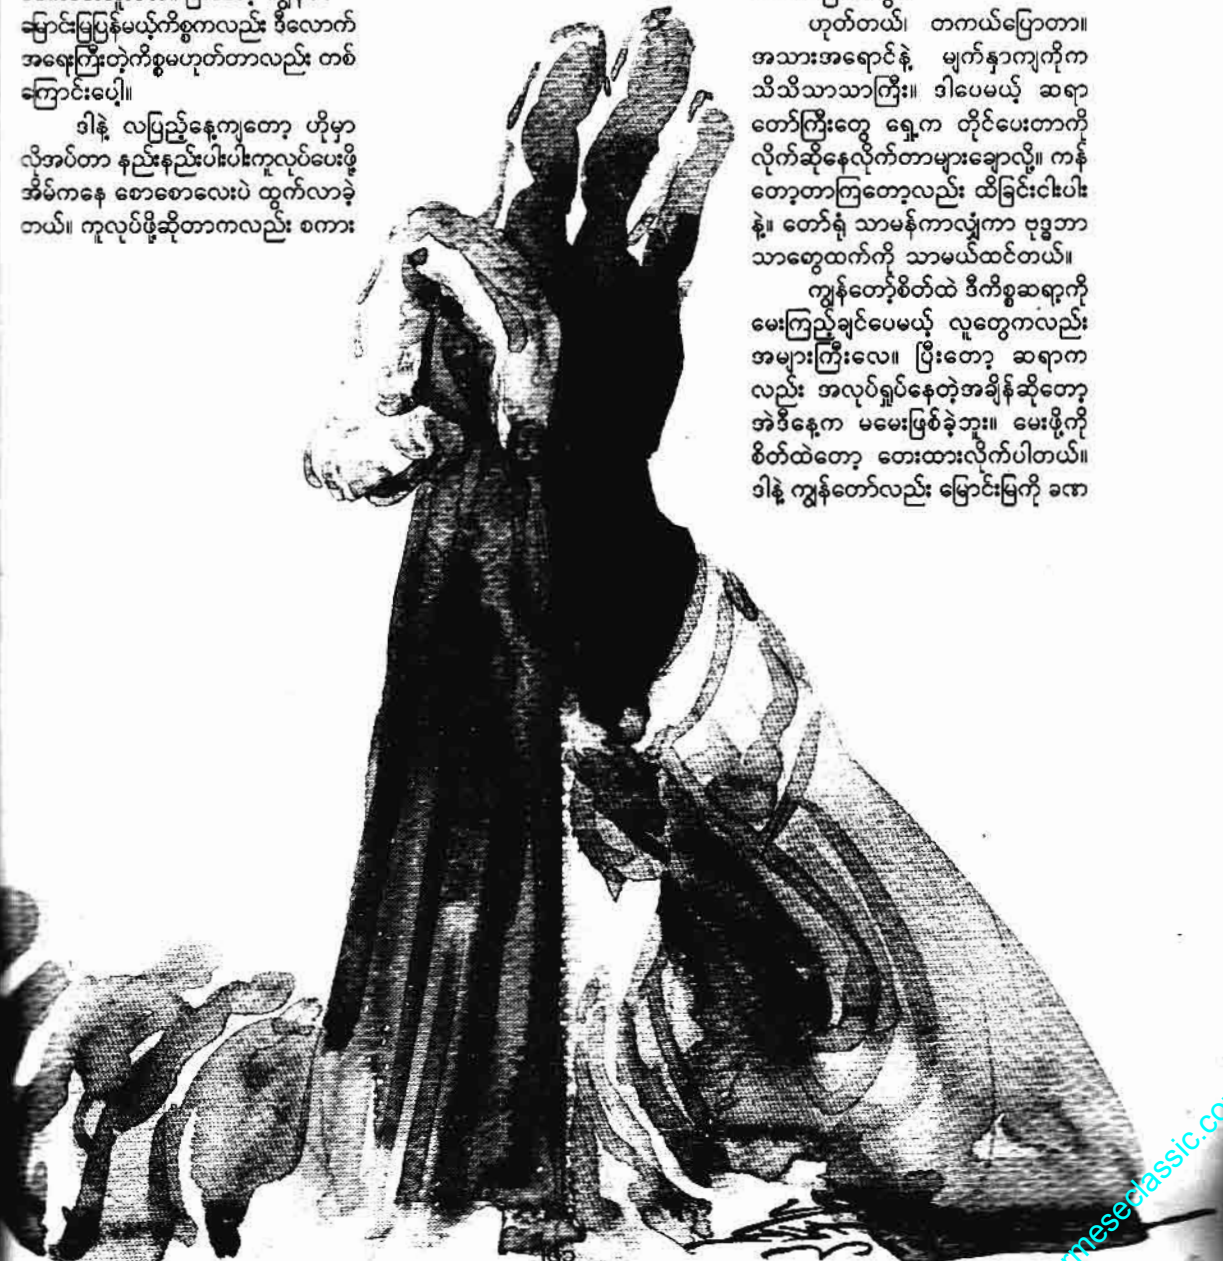 မြောင်းမြပြန်မယ့်ကိစ္စကလည်း ဒီလောက်
အရေးကြီးတဲ့ကိစ္စမဟုတ်တာလည်း တစ်
ကြောင်းပေါ့။
ဒါနဲ့ လပြည့်နေ့ကျတော့ ဟိုမှာ
လိုအပ်တာ နည်းနည်းပါးပါးကူလုပ်ပေးဖို့
အိမ်ကနေ စောစောလေးပဲ ထွက်လာခဲ့
တယ်။ ကူလုပ်ဖို့ဆိုတာကလည်း စကား
ဟုတ်တယ်၊ တကယ်ပြောတာ။
အသားအရောင်နဲ့ မျက်နှာကျကိုက
သိသိသာသာကြီး။ ဒါပေမယ့် ဆရာ
တော်ကြီးတွေ ရှေ့က တိုင်ပေးတာကို
လိုက်ဆိုနေလိုက်တာများချောလို့။ ကန်
တော့တာကြတော့လည်း ထိခြင်းငါးပါး
နဲ့။ တော်ရုံ သာမန်ကာလျှံကာ ဗုဒ္ဓဘာ
သာတွေထက်ကို သာမယ်ထင်တယ်။
ကျွန်တော့်စိတ်ထဲ ဒီကိစ္စဆရာ့ကို
မေးကြည့်ချင်ပေမယ့် လူတွေကလည်း
အများကြီးလေ။ ပြီးတော့ ဆရာက
လည်း အလုပ်ရှုပ်နေတဲ့အချိန်ဆိုတော့
အဲဒီနေ့က မမေးဖြစ်ခဲ့ဘူး။ မေးဖို့ကို
စိတ်ထဲတော့ တေးထားလိုက်ပါတယ်။
ဒါနဲ့ ကျွန်တော်လည်း မြောင်းမြကို ခဏ
rmeseclassic.co